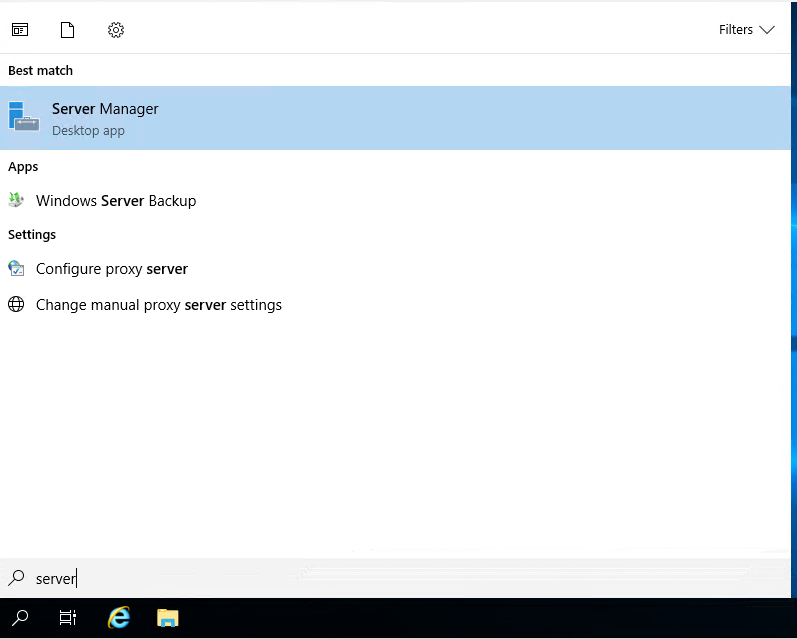 Filters
Best match
Server Manager
Desktop app
Apps
Windows Server Backup
Settings
Configure proxy server
Change manual proxy server settings
server